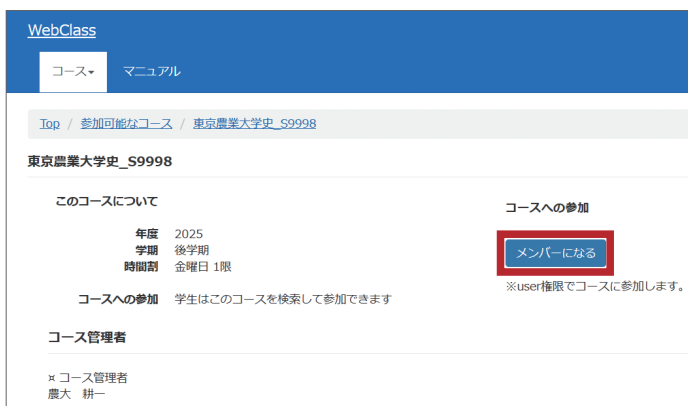 WebClass
コース▾ マニュアル
Top / 参加可能なコース / 東京農業大学史_S9998
東京農業大学史_S9998
このコースについて
年度 2025
学期 後学期
時間割 金曜日 1限
コースへの参加 学生はこのコースを検索して参加できます
コースへの参加
メンバーになる
※user権限でコースに参加します。
コース管理者
¤ コース管理者
農大 耕一